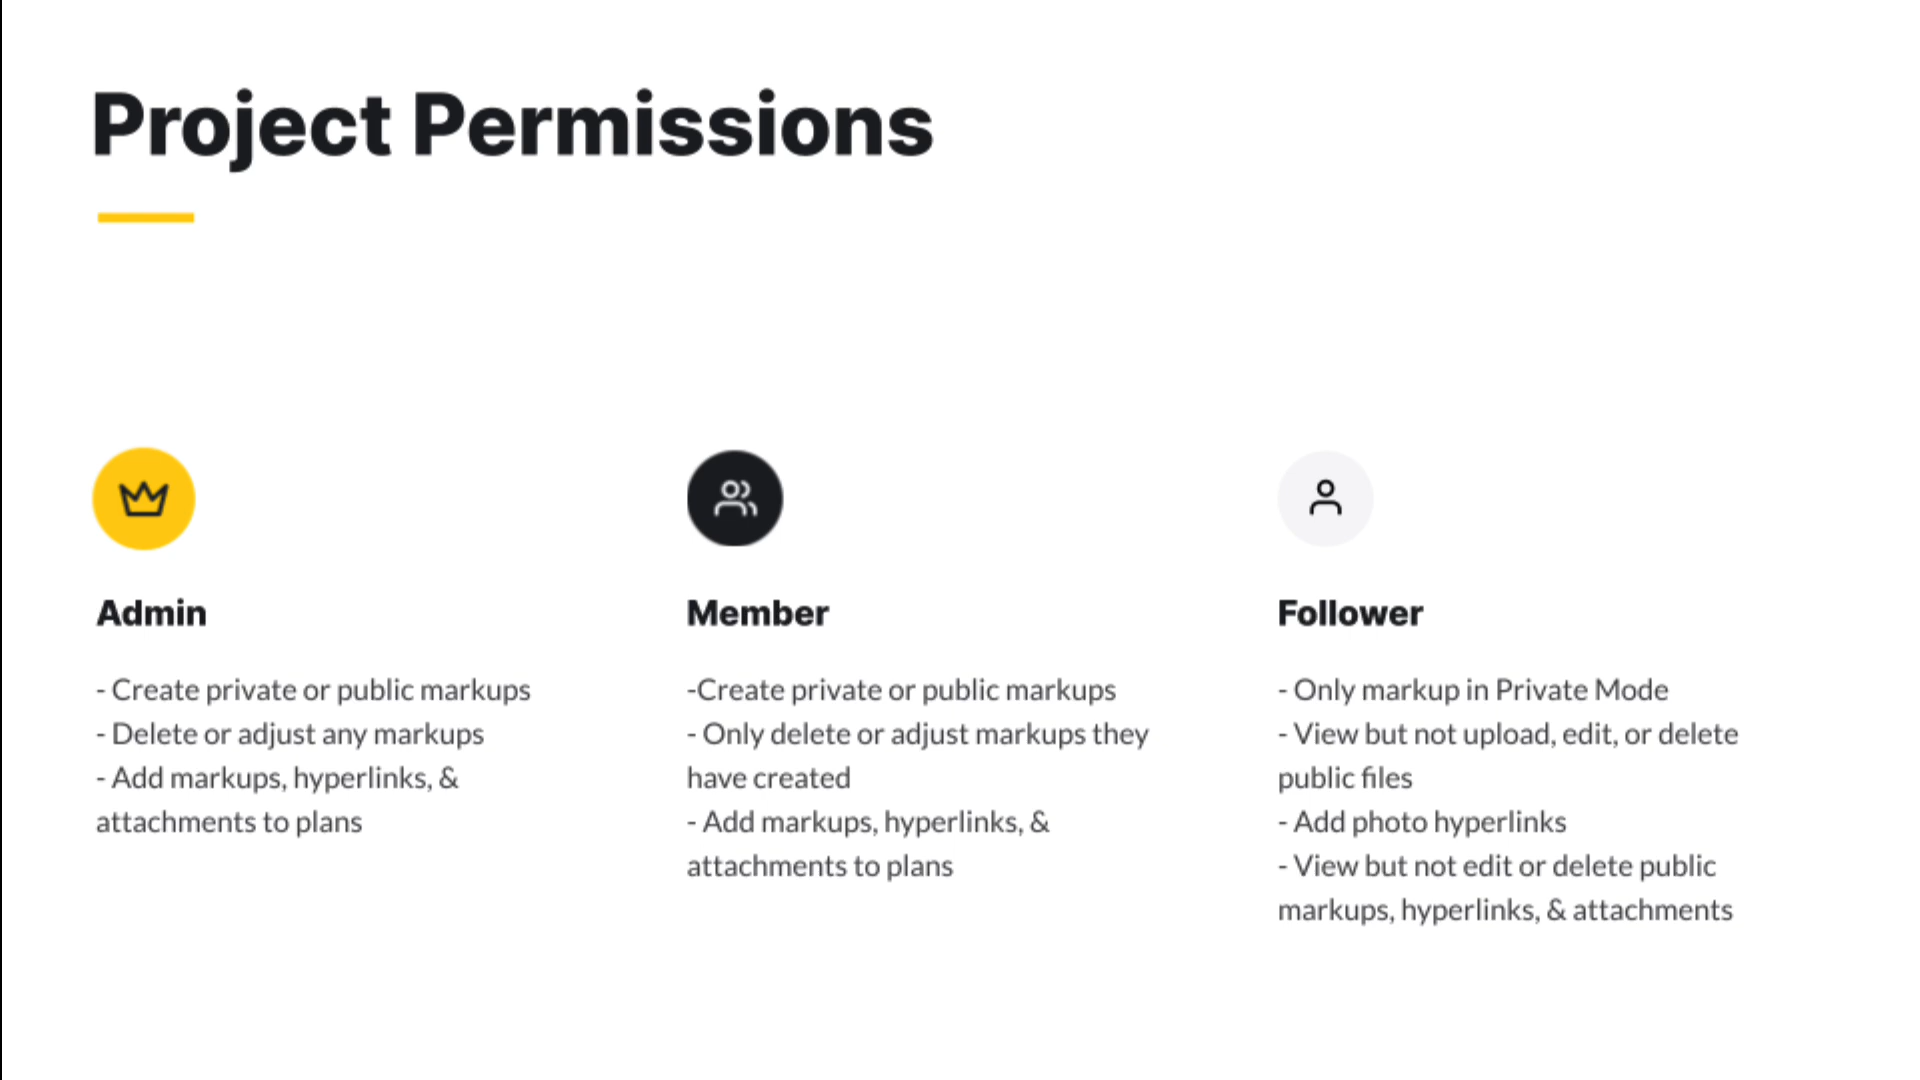 Project Permissions
Admin
- Create private or public markups
- Delete or adjust any markups
- Add markups, hyperlinks, &
attachments to plans
Member
-Create private or public markups
- Only delete or adjust markups they
have created
- Add markups, hyperlinks, &
attachments to plans
Follower
- Only markup in Private Mode
- View but not upload, edit, or delete
public files
- Add photo hyperlinks
- View but not edit or delete public
markups, hyperlinks, & attachments